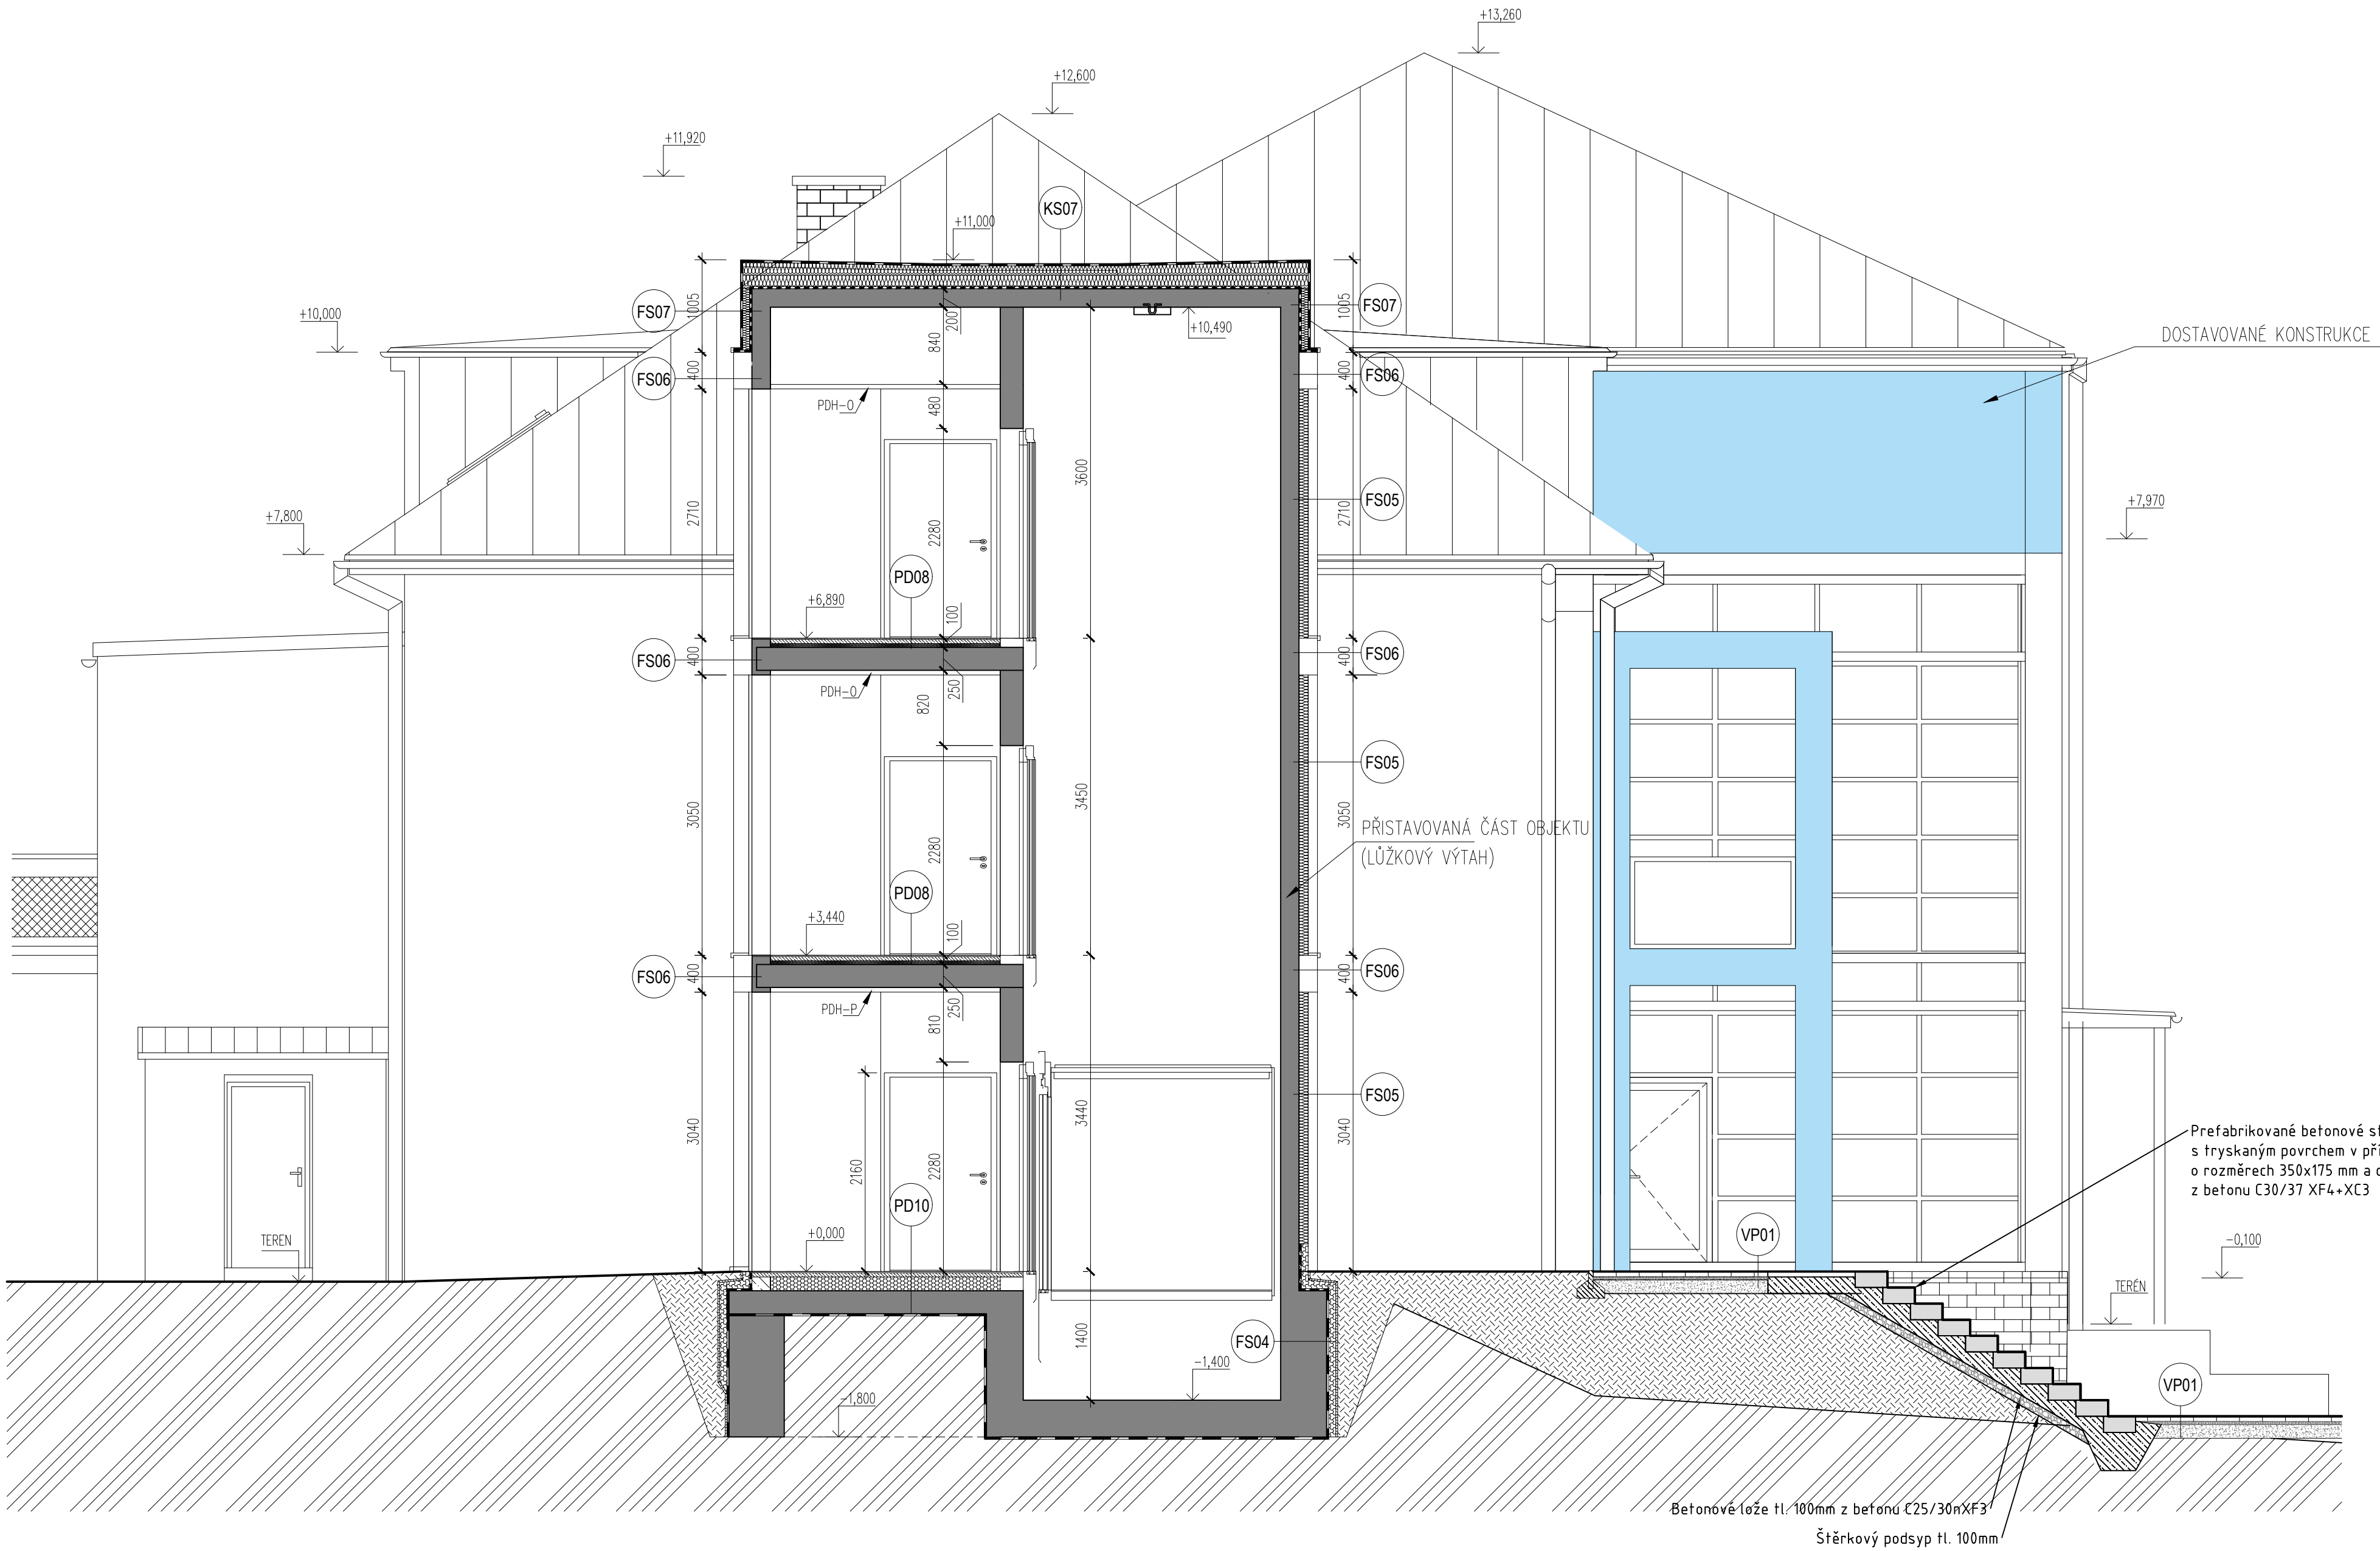 +13,260
+12,600
+11,920
+11,000
KS07
+10,000
FS07
1005
200
+10,490
1005
FS07
DOSTAVOVANÉ KONSTRUKCE
840
FS06
400
PDH-O
480
400
FS06
3600
FS05
2710
2280
2710
+7,970
+7,800
PD08
+6,890
100
FS06
400
PDH-O
250
820
400
FS06
3450
FS05
3050
2280
3050
PŘISTAVOVANÁ ČÁST OBJEKTU
(LŮŽKOVÝ VÝTAH)
PD08
+3,440
100
FS06
400
PDH-P
250
810
400
FS06
3440
FS05
3040
2160
2280
3040
Prefabrikované betonové
s tryskaným povrchem v
o rozměrech 350x175 mm a
z betonu C30/37 XF4+XC3
PD10
TEREN
+0,000
VP01
-0,100
TERÉN
1400
FS04
-1,400
-1,800
VP01
Betonové lože tl. 100mm z betonu C25/30nXF3
Štěrkový podsyp tl. 100mm